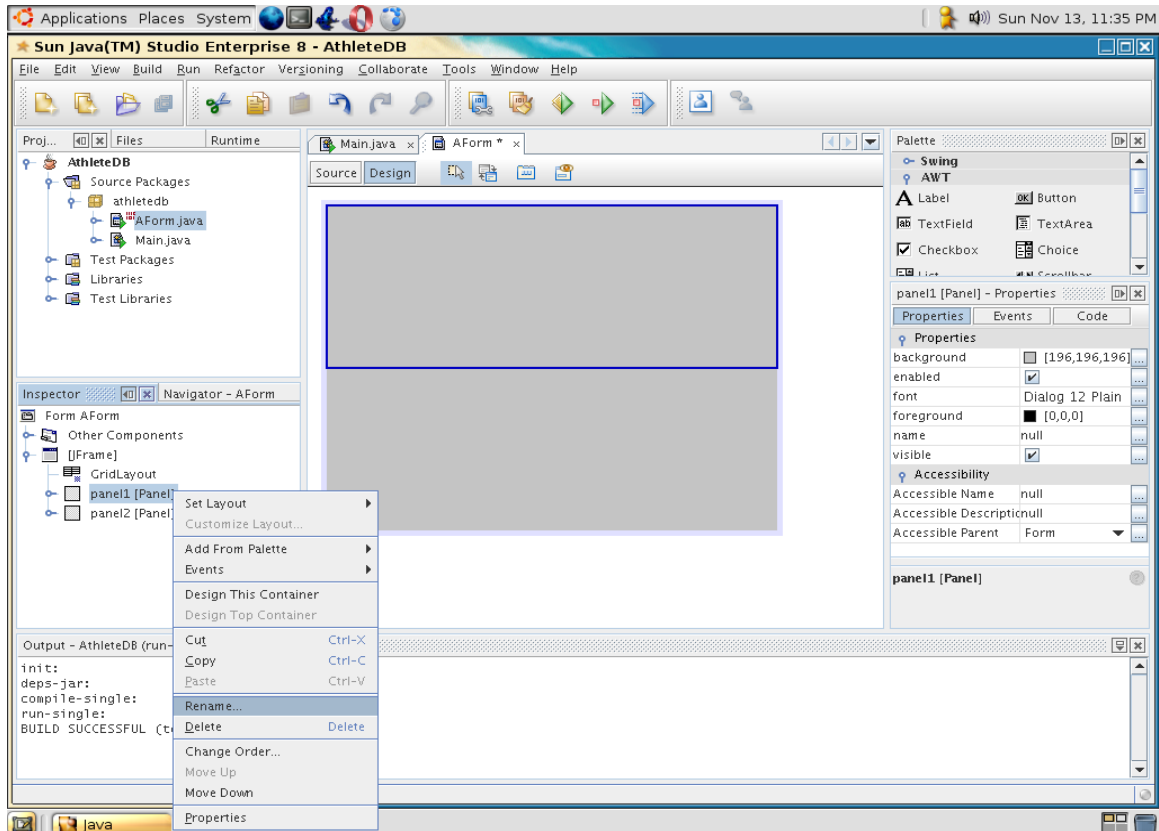 Applications Places System
Sun Nov 13, 11:35 PM
Sun Java(TM) Studio Enterprise 8 - AthleteDB
File Edit View Build Run Refactor Versioning Collaborate Tools Window Help
Proj... Files Runtime
AthleteDB
Source Packages
athletedb
AForm.java
Main.java
Test Packages
Libraries
Test Libraries
Inspector Navigator - AForm
Form AForm
Other Components
[JFrame]
GridLayout
panel1 [Panel]
panel2 [Panel]
Main.java x AForm * x
Source Design
Set Layout
Customize Layout...
Add From Palette
Events
Design This Container
Design Top Container
Cut Ctrl-X
Copy Ctrl-C
Paste Ctrl-V
Rename...
Delete Delete
Change Order...
Move Up
Move Down
Properties
Palette
Swing
AWT
A Label OK Button
ab TextField TextArea
Checkbox Choice
List Scrollbar
panel1 [Panel] - Properties
Properties Events Code
Properties
background [196,196,196] ...
enabled ...
font Dialog 12 Plain ...
foreground [0,0,0] ...
name null ...
visible ...
Accessibility
Accessible Name null ...
Accessible Descriptic null ...
Accessible Parent Form ...
panel1 [Panel]
Output - AthleteDB (run-
init:
deps-jar:
compile-single:
run-single:
BUILD SUCCESSFUL (t
Java